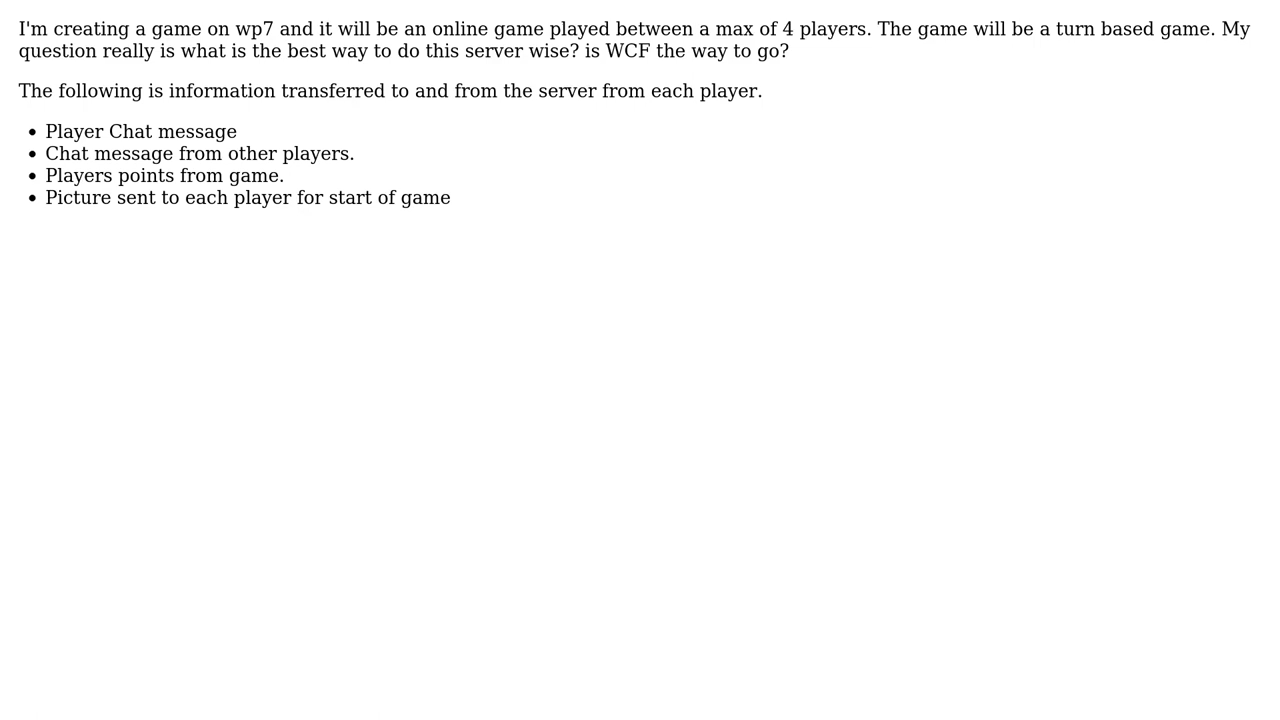 I'm creating a game on wp7 and it will be an online game played between a max of 4 players. The game will be a turn based game. My
question really is what is the best way to do this server wise? is WCF the way to go?
The following is information transferred to and from the server from each player.
• Player Chat message
• Chat message from other players.
• Players points from game.
• Picture sent to each player for start of game